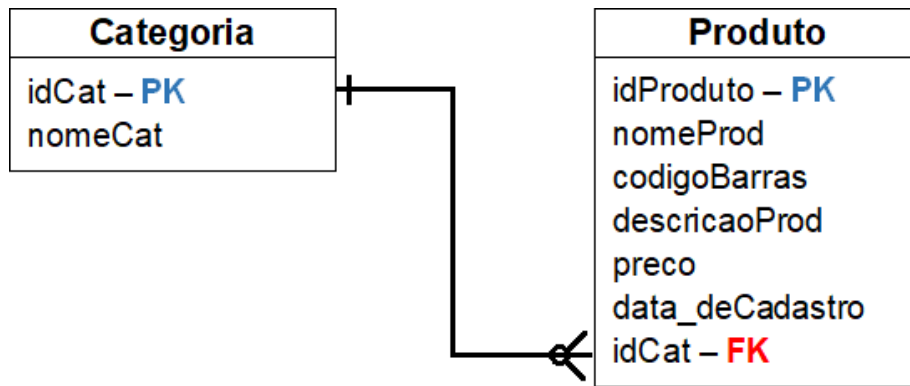 Categoria
idCat – PK
nomeCat
Produto
idProduto – PK
nomeProd
codigoBarras
descricaoProd
preco
data_deCadastro
idCat – FK